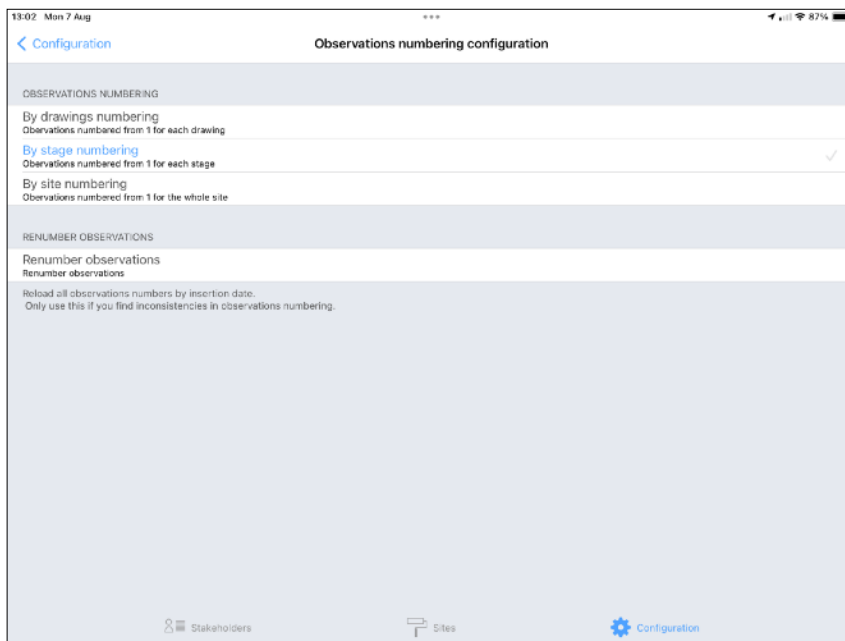 13:02 Mon 7 Aug
87%
Configuration
Observations numbering configuration
OBSERVATIONS NUMBERING
By drawings numbering
Obervations numbered from 1 for each drawing
By stage numbering
Obervations numbered from 1 for each stage
By site numbering
Obervations numbered from 1 for the whole site
RENUMBER OBSERVATIONS
Renumber observations
Renumber observations
Reload all observations numbers by insertion date.
Only use this if you find inconsistencies in observations numbering.
Stakeholders
Sites
Configuration